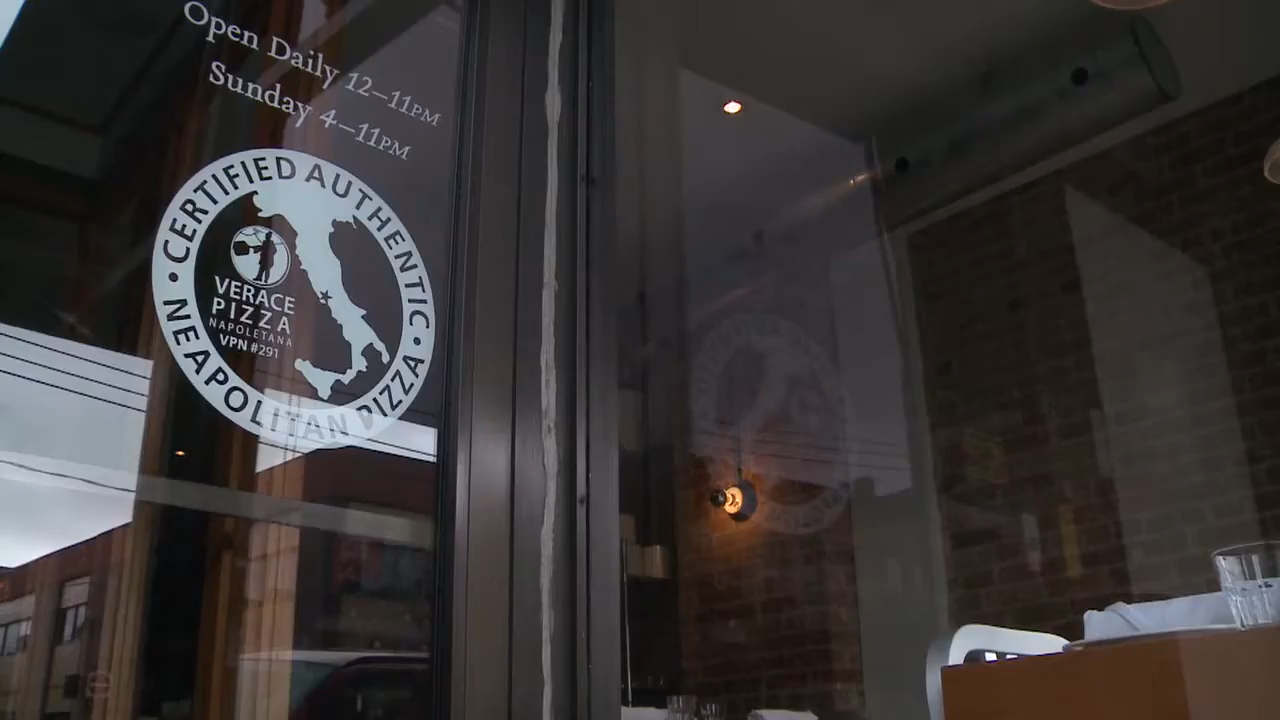 Open Daily 12–11PM
Sunday 4–11PM
• CERTIFIED AUTHENTIC •
NEAPOLITAN PIZZA
VERACE
PIZZA
NAPOLETANA
VPN #291